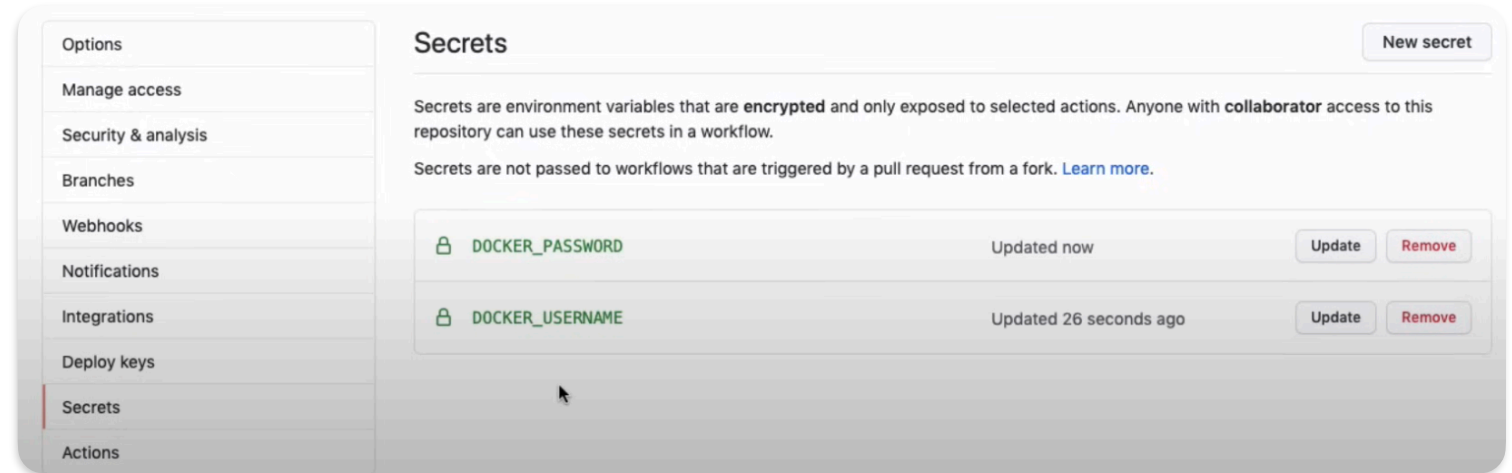 Options
Manage access
Security & analysis
Branches
Webhooks
Notifications
Integrations
Deploy keys
Secrets
Actions
Secrets
New secret
Secrets are environment variables that are encrypted and only exposed to selected actions. Anyone with collaborator access to this
repository can use these secrets in a workflow.
Secrets are not passed to workflows that are triggered by a pull request from a fork. Learn more.
DOCKER_PASSWORD Updated now Update Remove
DOCKER_USERNAME Updated 26 seconds ago Update Remove